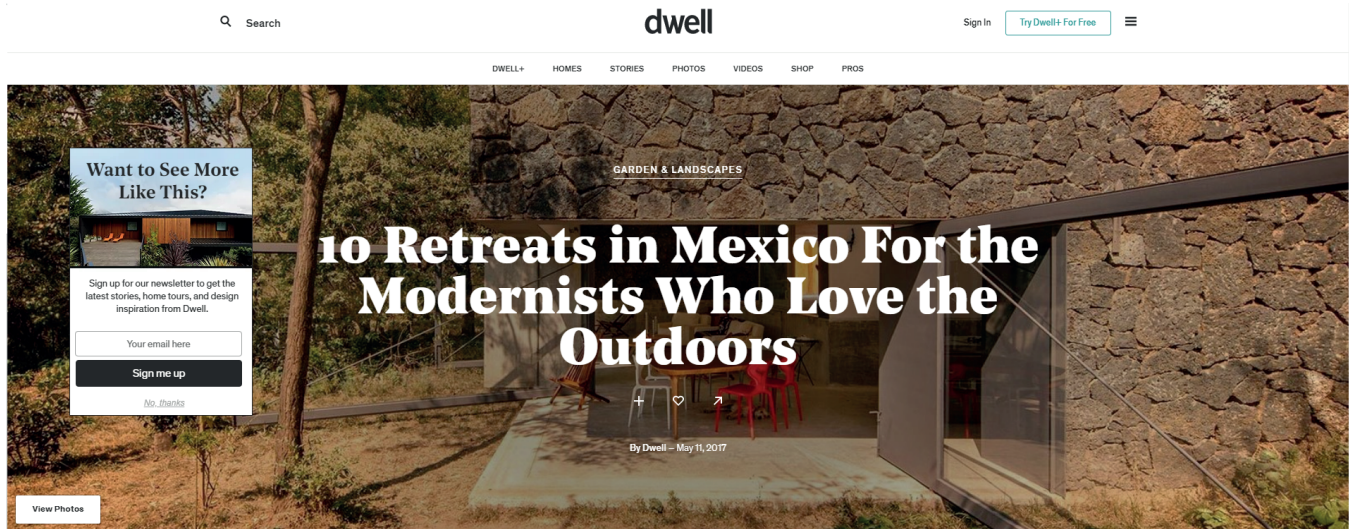 Search
dwell
Sign In
Try Dwell+ For Free
DWELL+
HOMES
STORIES
PHOTOS
VIDEOS
SHOP
PROS
Want to See More
Like This?
Sign up for our newsletter to get the
latest stories, home tours, and design
inspiration from Dwell.
Your email here
Sign me up
No, thanks
GARDEN & LANDSCAPES
10 Retreats in Mexico For the
Modernists Who Love the
Outdoors
By Dwell – May 11, 2017
View Photos